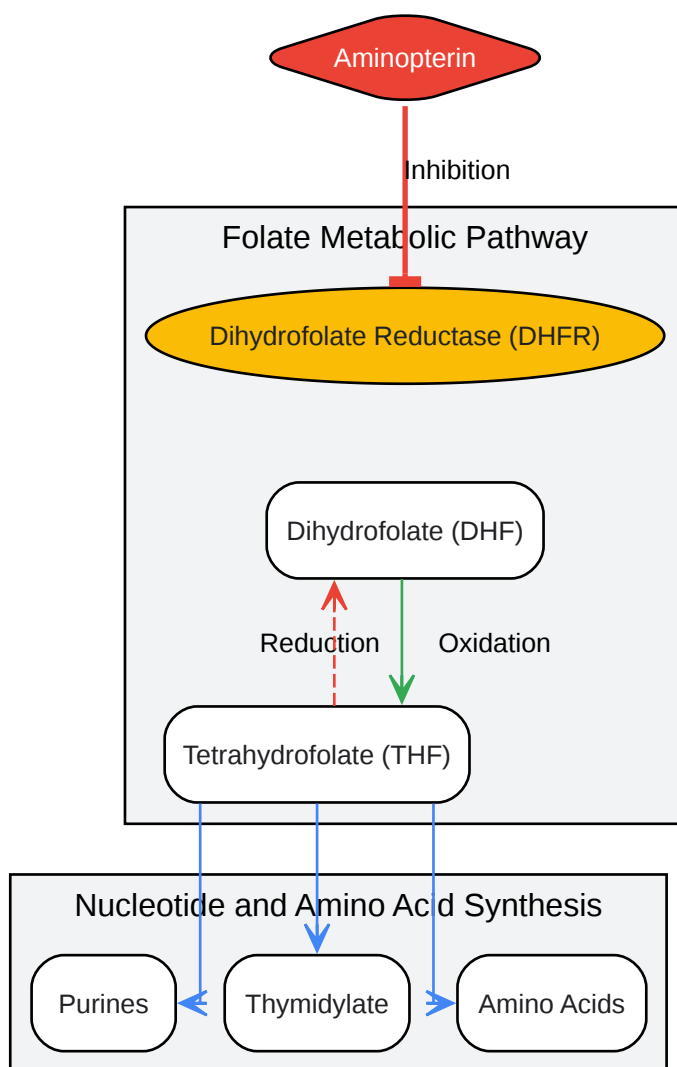 Aminopterin
Inhibition
Folate Metabolic Pathway
Dihydrofolate Reductase (DHFR)
Dihydrofolate (DHF)
Reduction
Oxidation
Tetrahydrofolate (THF)
Nucleotide and Amino Acid Synthesis
Purines
Thymidylate
Amino Acids